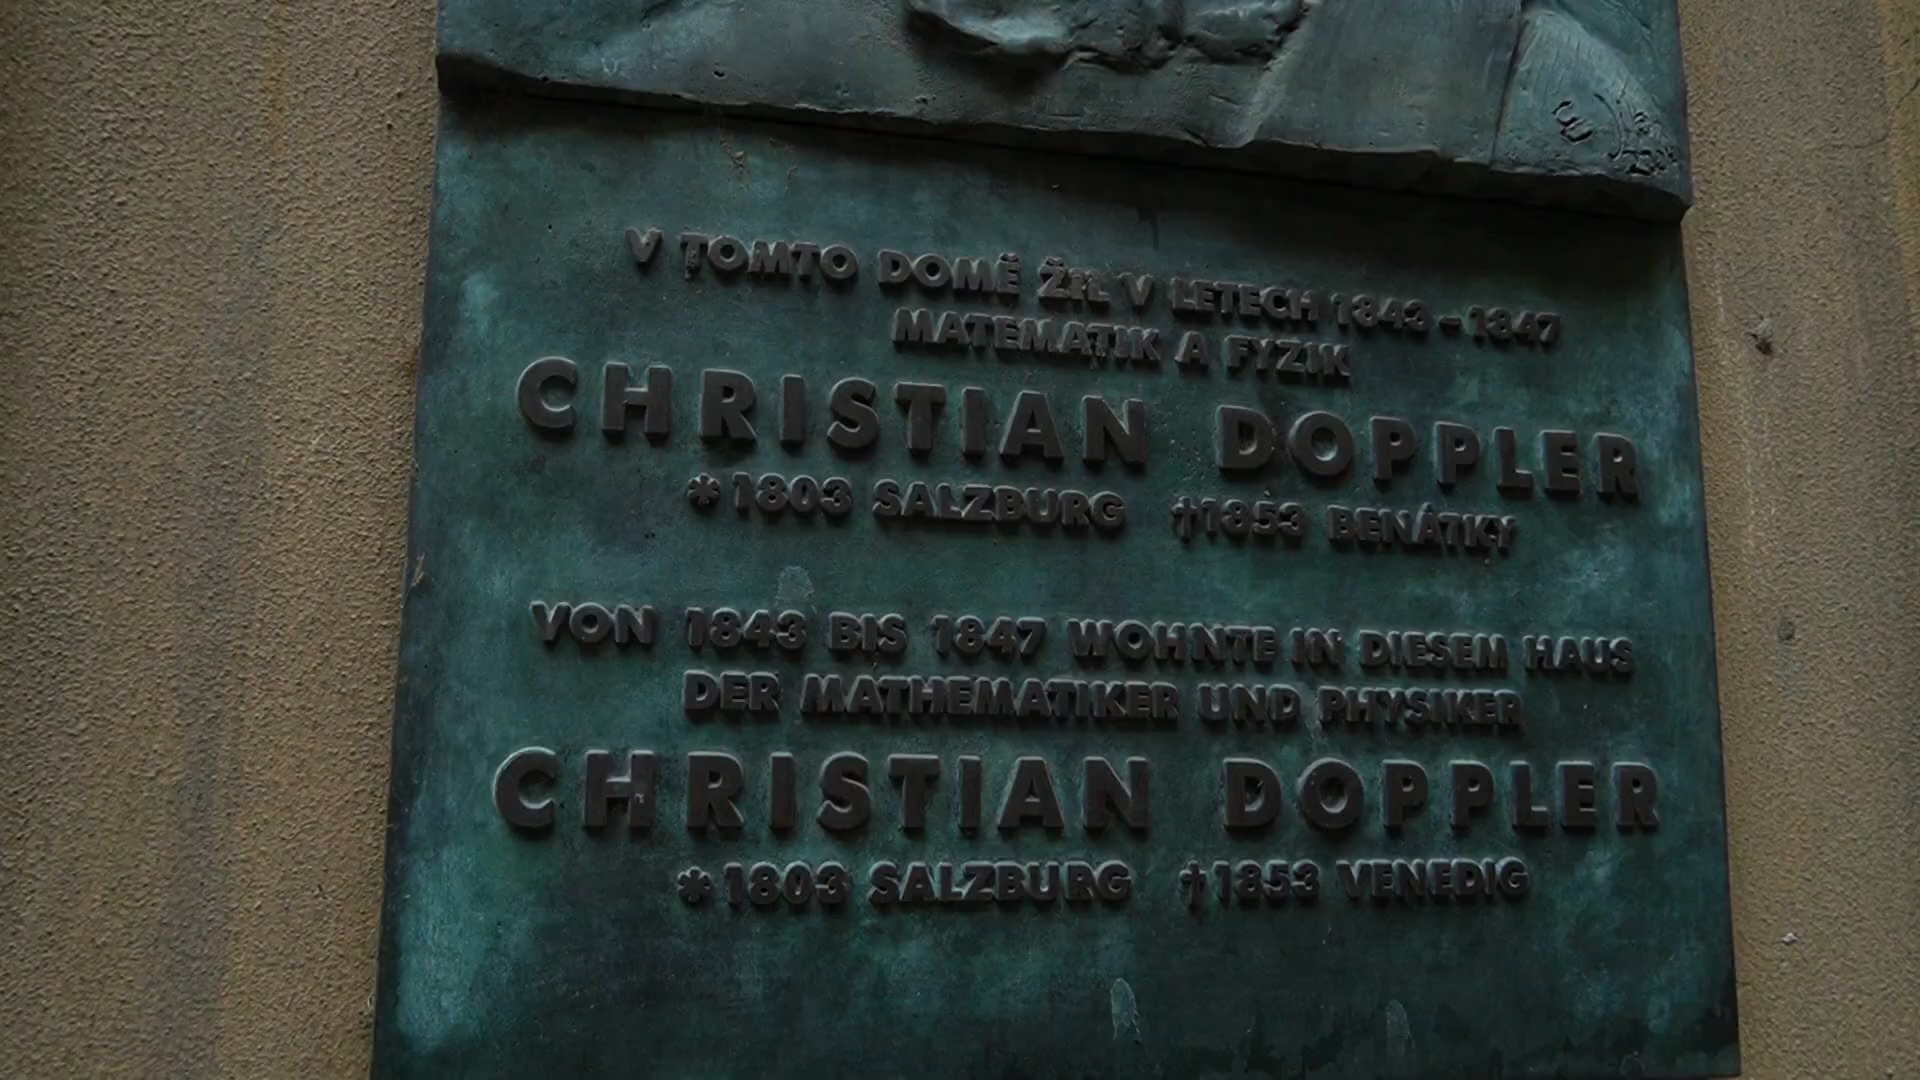 V TOMTO DOMĚ ŽIL V LETECH 1843 - 1847
MATEMATIK A FYZIK
CHRISTIAN DOPPLER
* 1803 SALZBURG † 1853 BENÁTKY
VON 1843 BIS 1847 WOHNTE IN DIESEM HAUS
DER MATHEMATIKER UND PHYSIKER
CHRISTIAN DOPPLER
* 1803 SALZBURG † 1853 VENEDIG